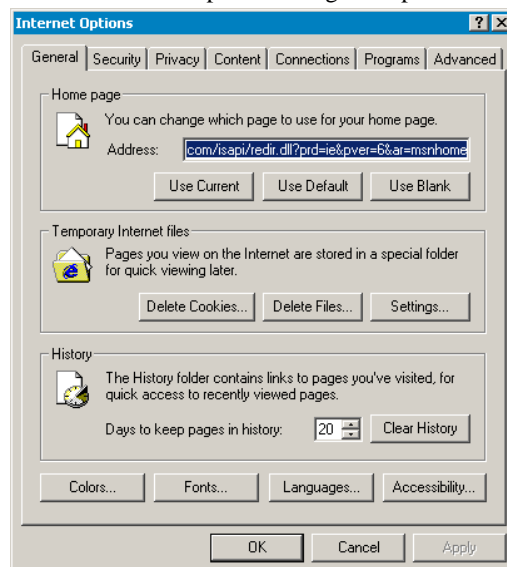 Internet Options
General Security Privacy Content Connections Programs Advanced
Home page
You can change which page to use for your home page.
Address: com/isapi/redir.dll?prd=ie&pver=6&ar=msnhome
Use Current Use Default Use Blank
Temporary Internet files
Pages you view on the Internet are stored in a special folder
for quick viewing later.
Delete Cookies... Delete Files... Settings...
History
The History folder contains links to pages you've visited, for
quick access to recently viewed pages.
Days to keep pages in history: 20 Clear History
Colors... Fonts... Languages... Accessibility...
OK Cancel Apply